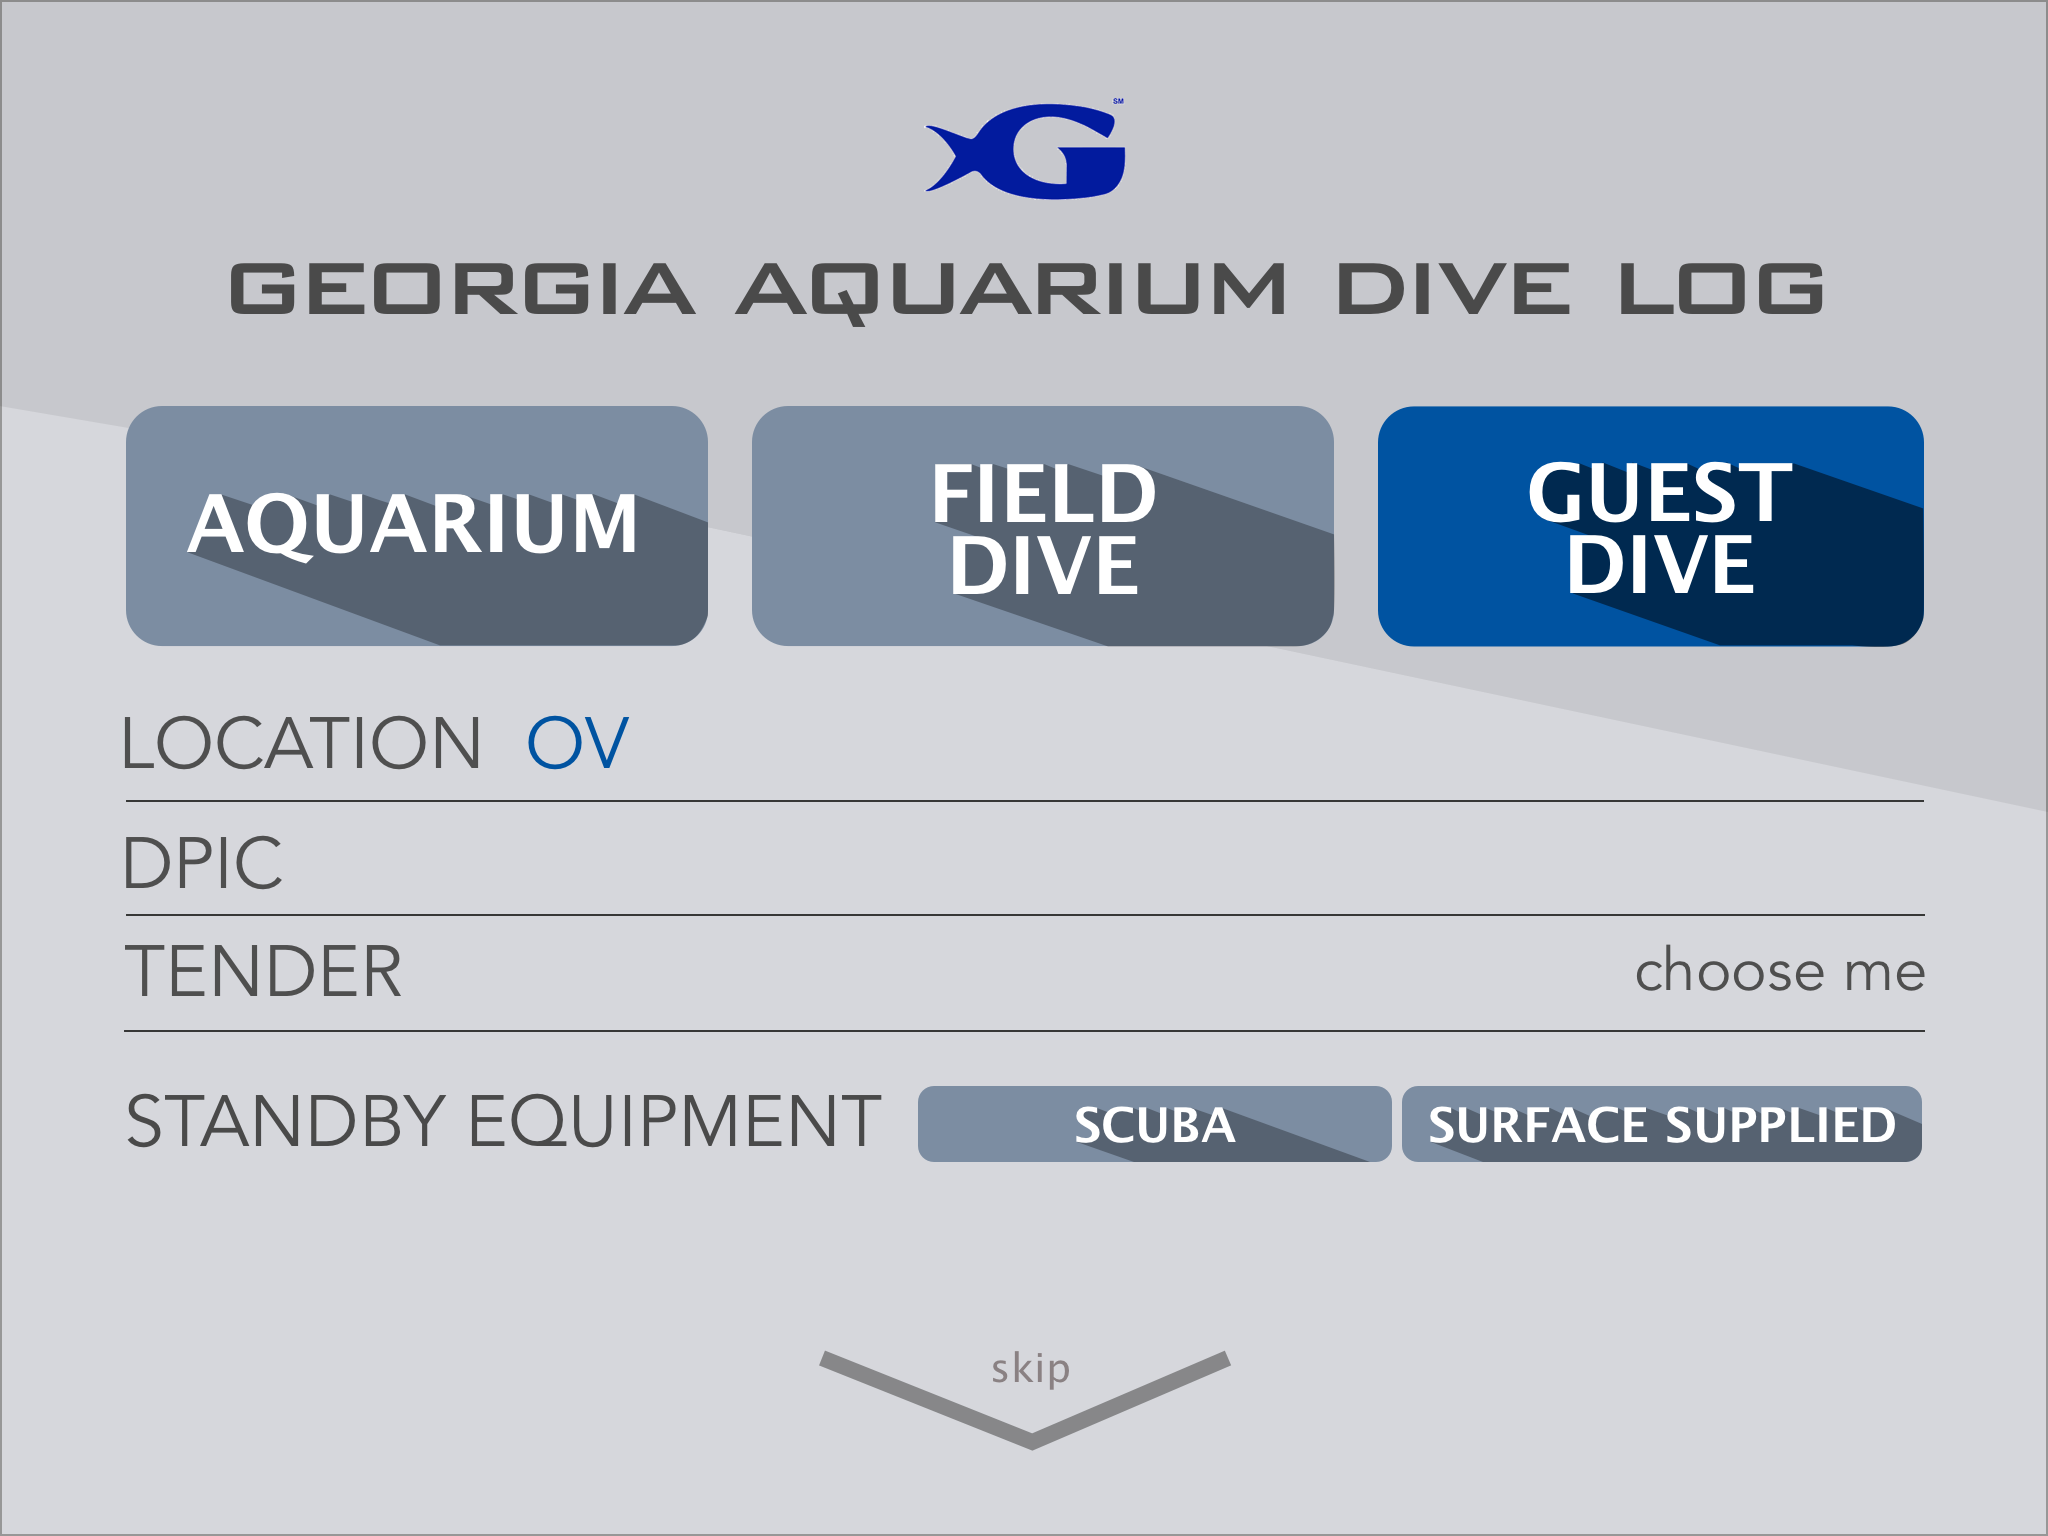 G SM
GEORGIA AQUARIUM DIVE LOG
AQUARIUM
FIELD
DIVE
GUEST
DIVE
LOCATION OV
DPIC
TENDER choose me
STANDBY EQUIPMENT SCUBA SURFACE SUPPLIED
skip